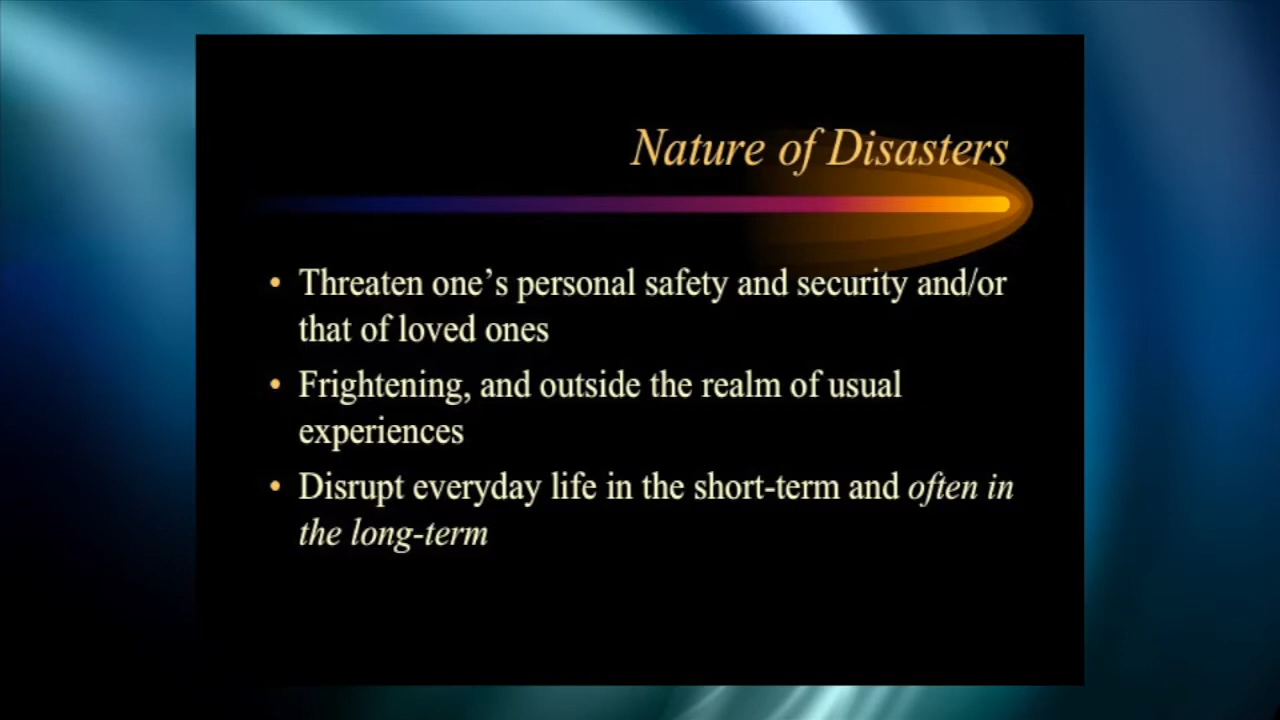 Nature of Disasters
• Threaten one’s personal safety and security and/or
that of loved ones
• Frightening, and outside the realm of usual
experiences
• Disrupt everyday life in the short-term and often in
the long-term